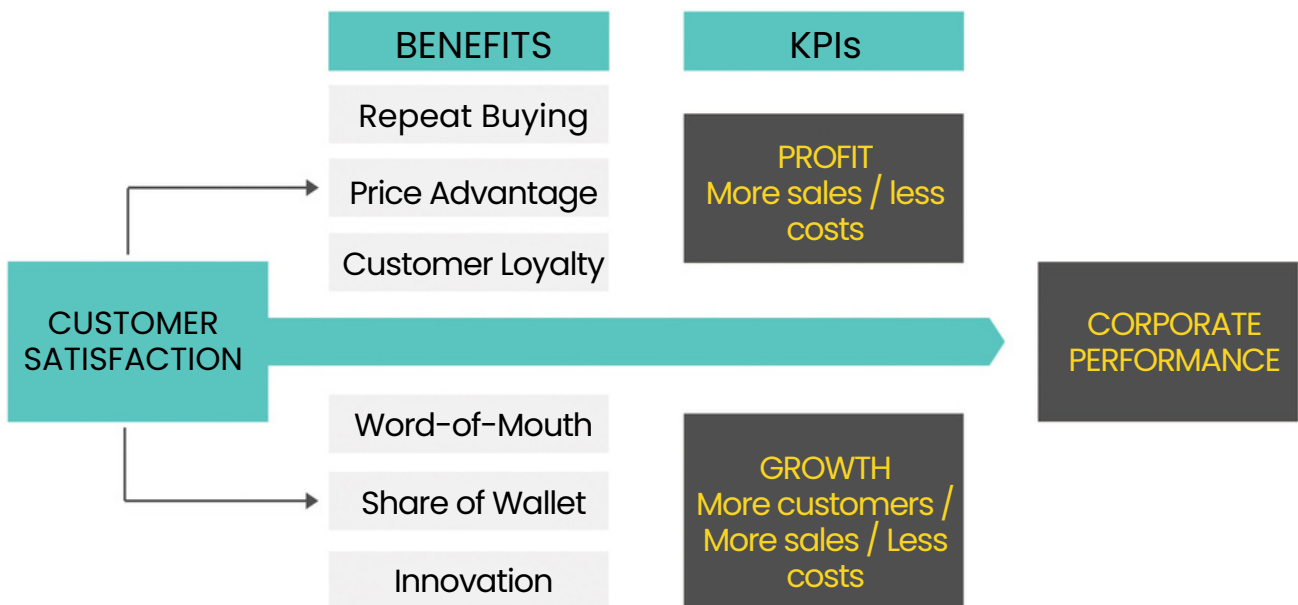 BENEFITS
KPIs
Repeat Buying
Price Advantage
Customer Loyalty
PROFIT
More sales / less
costs
CUSTOMER
SATISFACTION
CORPORATE
PERFORMANCE
Word-of-Mouth
Share of Wallet
Innovation
GROWTH
More customers /
More sales / Less
costs